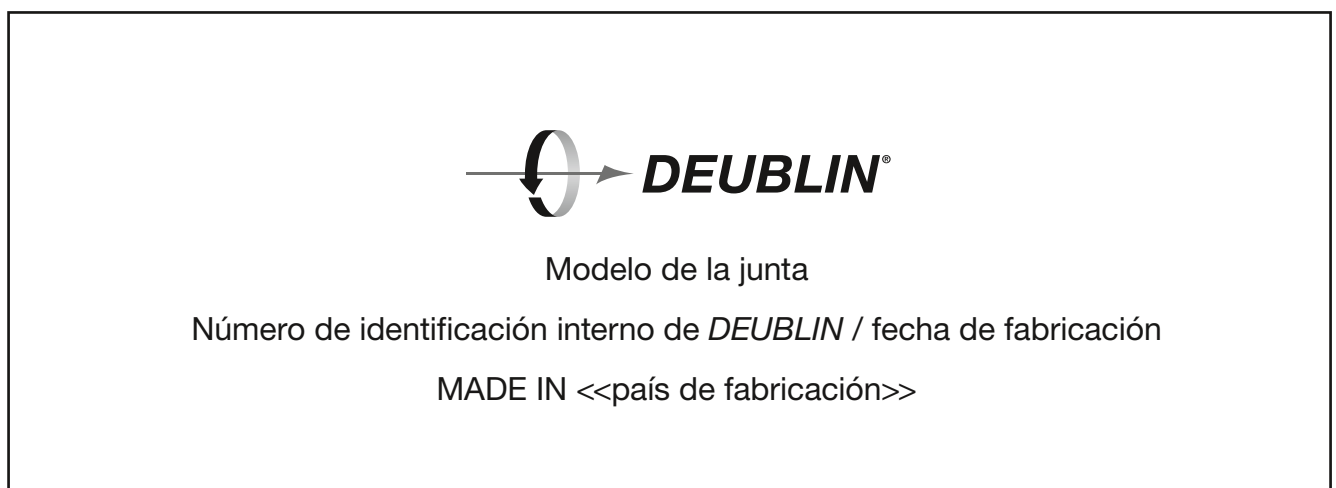 DEUBLIN®
Modelo de la junta
Número de identificación interno de DEUBLIN / fecha de fabricación
MADE IN <<país de fabricación>>